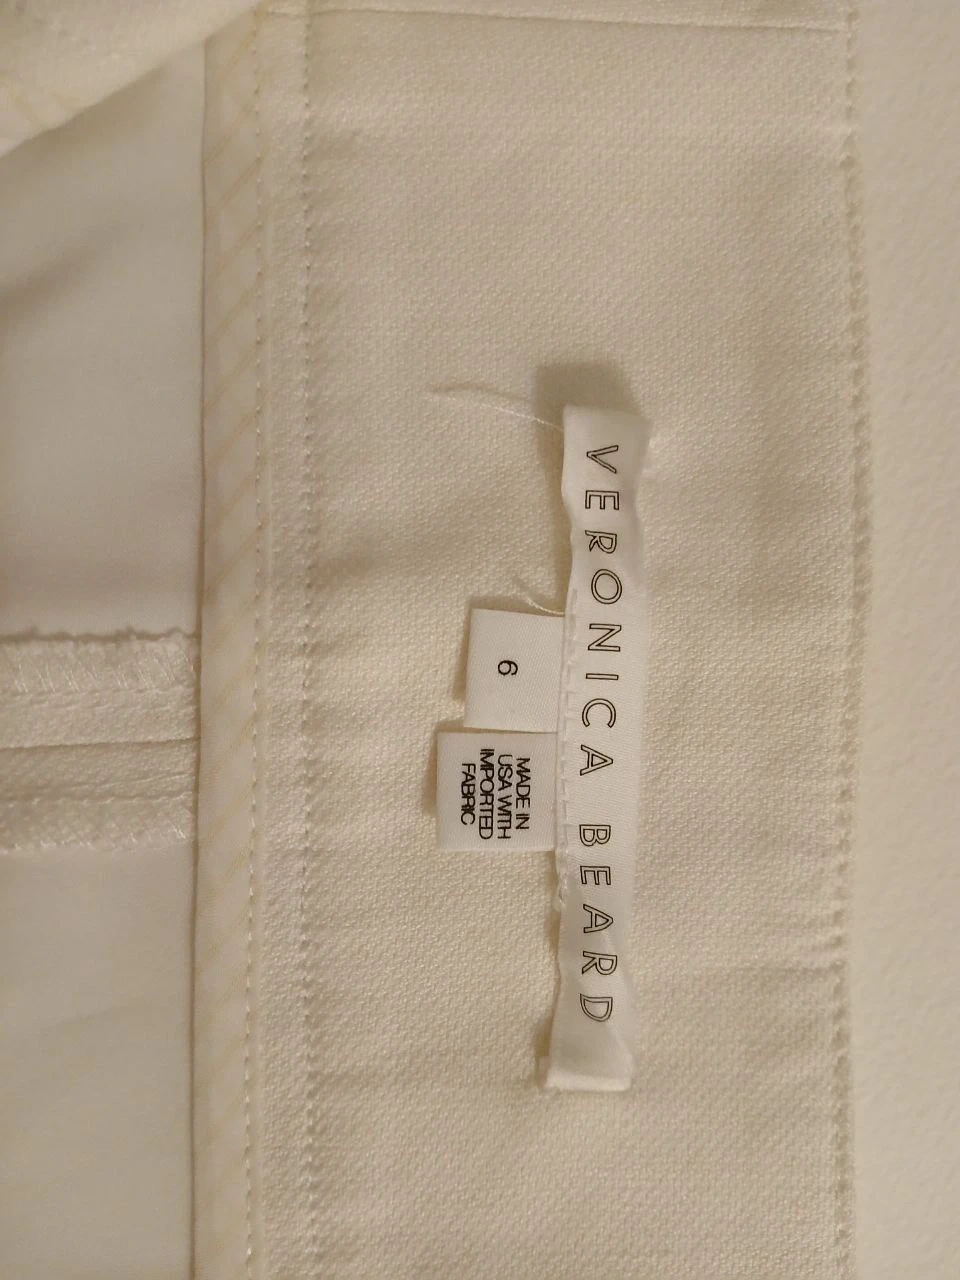 VERONICA BEARD
6
MADE IN
USA WITH
IMPORTED
FABRIC